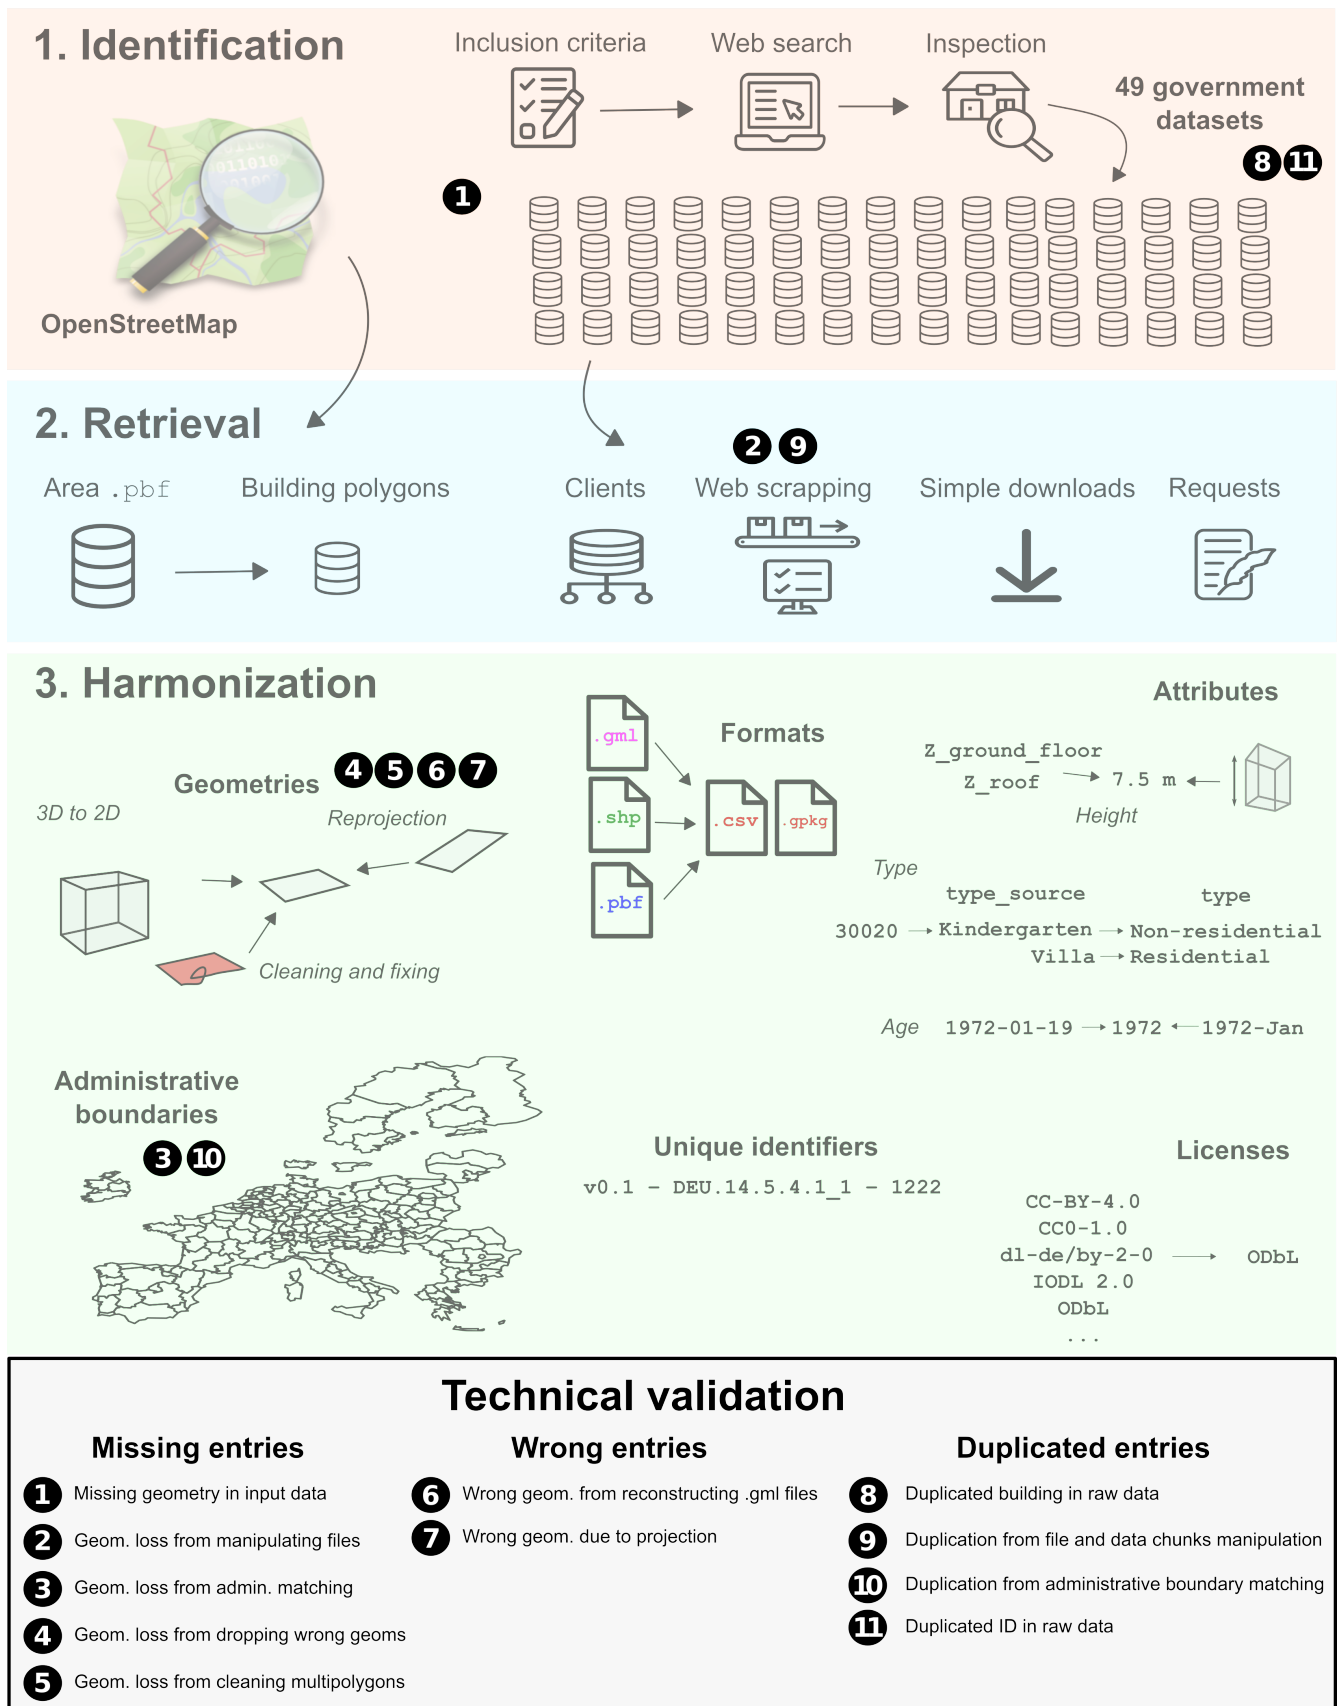 1. Identification
Inclusion criteria
Web search
Inspection
49 government
datasets
8 11
1
011010
OpenStreetMap
2. Retrieval
2 9
Area .pbf
Building polygons
Clients
Web scrapping
Simple downloads
Requests
3. Harmonization
Geometries
4 5 6 7
3D to 2D
Reprojection
Cleaning and fixing
Formats
.gml
.shp
.pbf
.csv
.gpkg
Attributes
Z_ground_floor
Z_roof
7.5 m
Height
Type
type_source
type
30020
Kindergarten
Non-residential
Villa
Residential
Age
1972-01-19
1972
1972-Jan
Administrative
boundaries
3 10
Unique identifiers
v0.1 – DEU.14.5.4.1_1 – 1222
Licenses
CC-BY-4.0
CC0-1.0
dl-de/by-2-0
IODL 2.0
ODbL
...
ODbL
Technical validation
Missing entries
1 Missing geometry in input data
2 Geom. loss from manipulating files
3 Geom. loss from admin. matching
4 Geom. loss from dropping wrong geoms
5 Geom. loss from cleaning multipolygons
Wrong entries
6 Wrong geom. from reconstructing .gml files
7 Wrong geom. due to projection
Duplicated entries
8 Duplicated building in raw data
9 Duplication from file and data chunks manipulation
10 Duplication from administrative boundary matching
11 Duplicated ID in raw data